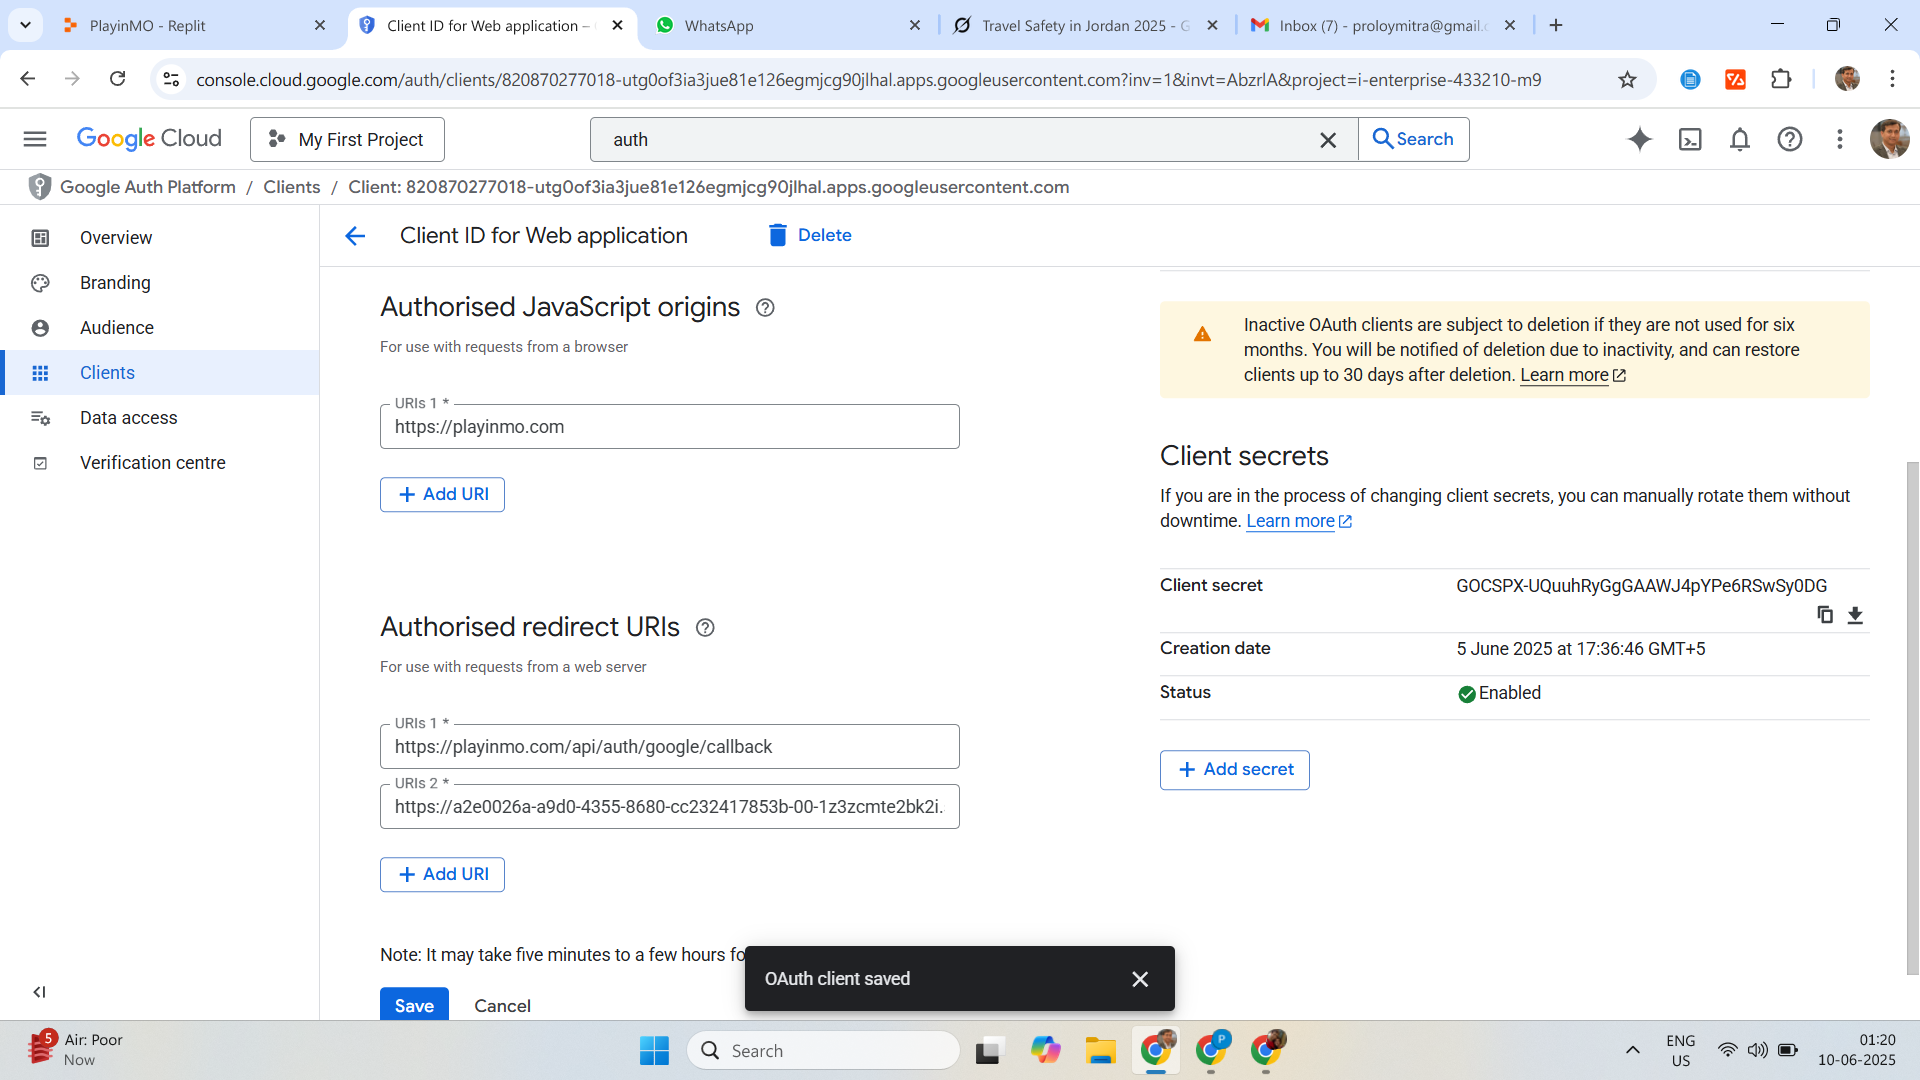 PlayinMO - Replit
Client ID for Web application –
WhatsApp
Travel Safety in Jordan 2025 - G
Inbox (7) - proloymitra@gmail.c
console.cloud.google.com/auth/clients/820870277018-utg0of3ia3jue81e126egmjcg90jlhal.apps.googleusercontent.com?inv=1&invt=AbzrlA&project=i-enterprise-433210-m9
Google Cloud
My First Project
auth
Search
Google Auth Platform / Clients / Client: 820870277018-utg0of3ia3jue81e126egmjcg90jlhal.apps.googleusercontent.com
Overview
Branding
Audience
Clients
Data access
Verification centre
Client ID for Web application
Delete
Authorised JavaScript origins
For use with requests from a browser
URIs 1 *
https://playinmo.com
+ Add URI
Authorised redirect URIs
For use with requests from a web server
URIs 1 *
https://playinmo.com/api/auth/google/callback
URIs 2 *
https://a2e0026a-a9d0-4355-8680-cc232417853b-00-1z3zcmte2bk2i.
+ Add URI
Note: It may take five minutes to a few hours fo
Save
Cancel
OAuth client saved
Inactive OAuth clients are subject to deletion if they are not used for six
months. You will be notified of deletion due to inactivity, and can restore
clients up to 30 days after deletion. Learn more
Client secrets
If you are in the process of changing client secrets, you can manually rotate them without
downtime. Learn more
Client secret
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
Creation date
5 June 2025 at 17:36:46 GMT+5
Status
Enabled
+ Add secret
5
Air: Poor
Now
Search
P
ENG
US
01:20
10-06-2025